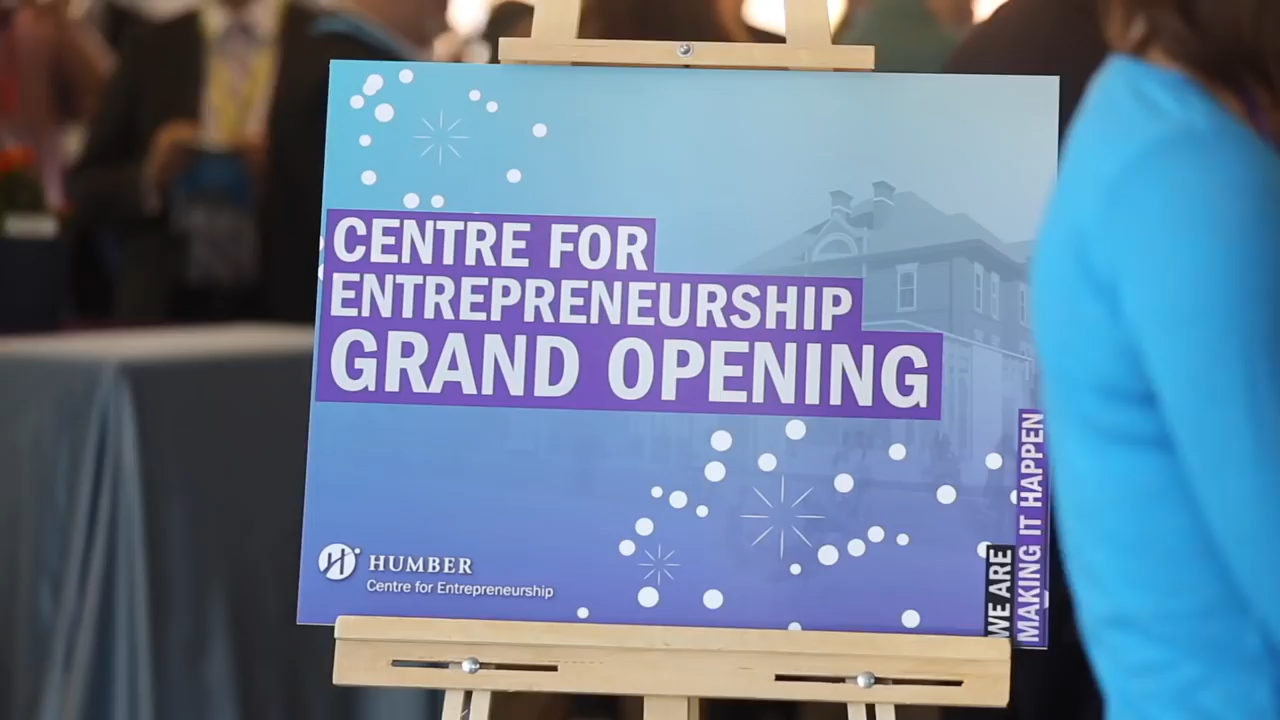 CENTRE FOR
ENTREPRENEURSHIP
GRAND OPENING
HUMBER
Centre for Entrepreneurship
WE ARE
MAKING IT HAPPEN